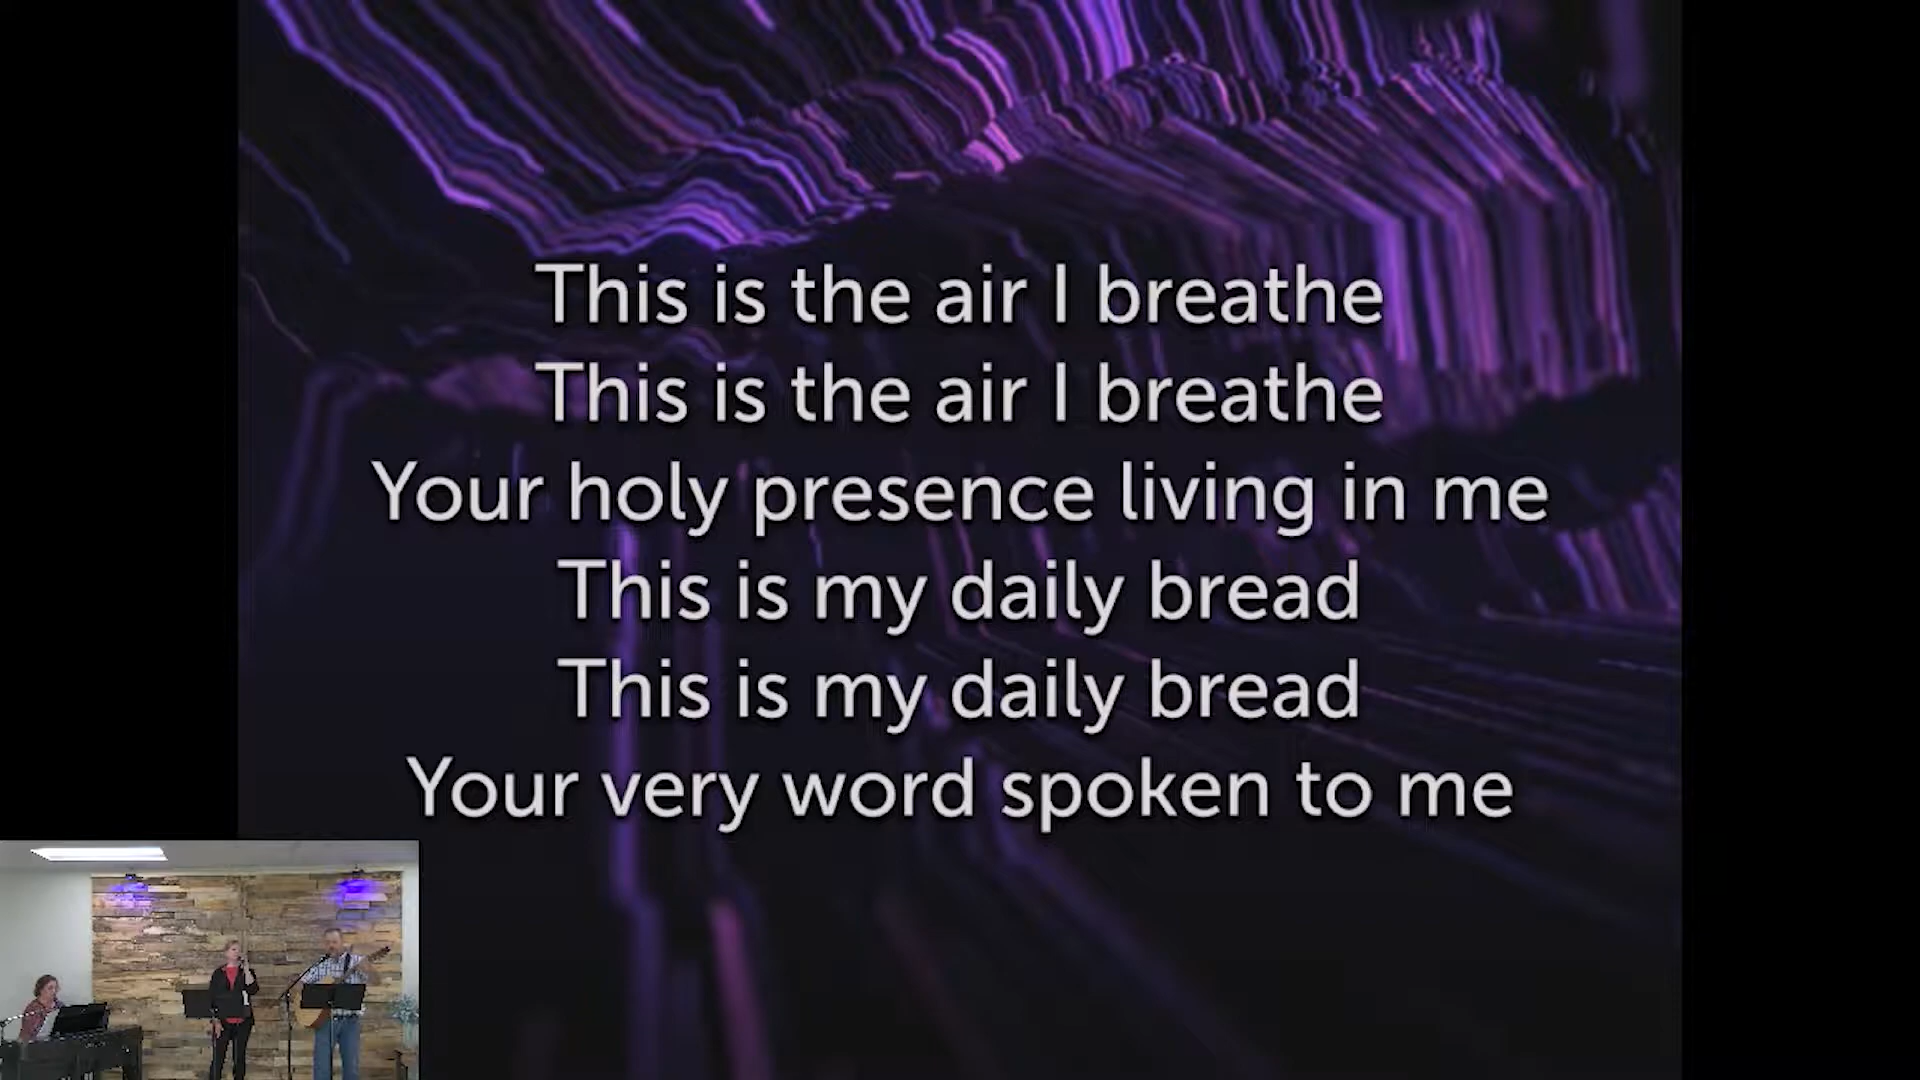 This is the air I breathe
This is the air I breathe
Your holy presence living in me
This is my daily bread
This is my daily bread
Your very word spoken to me